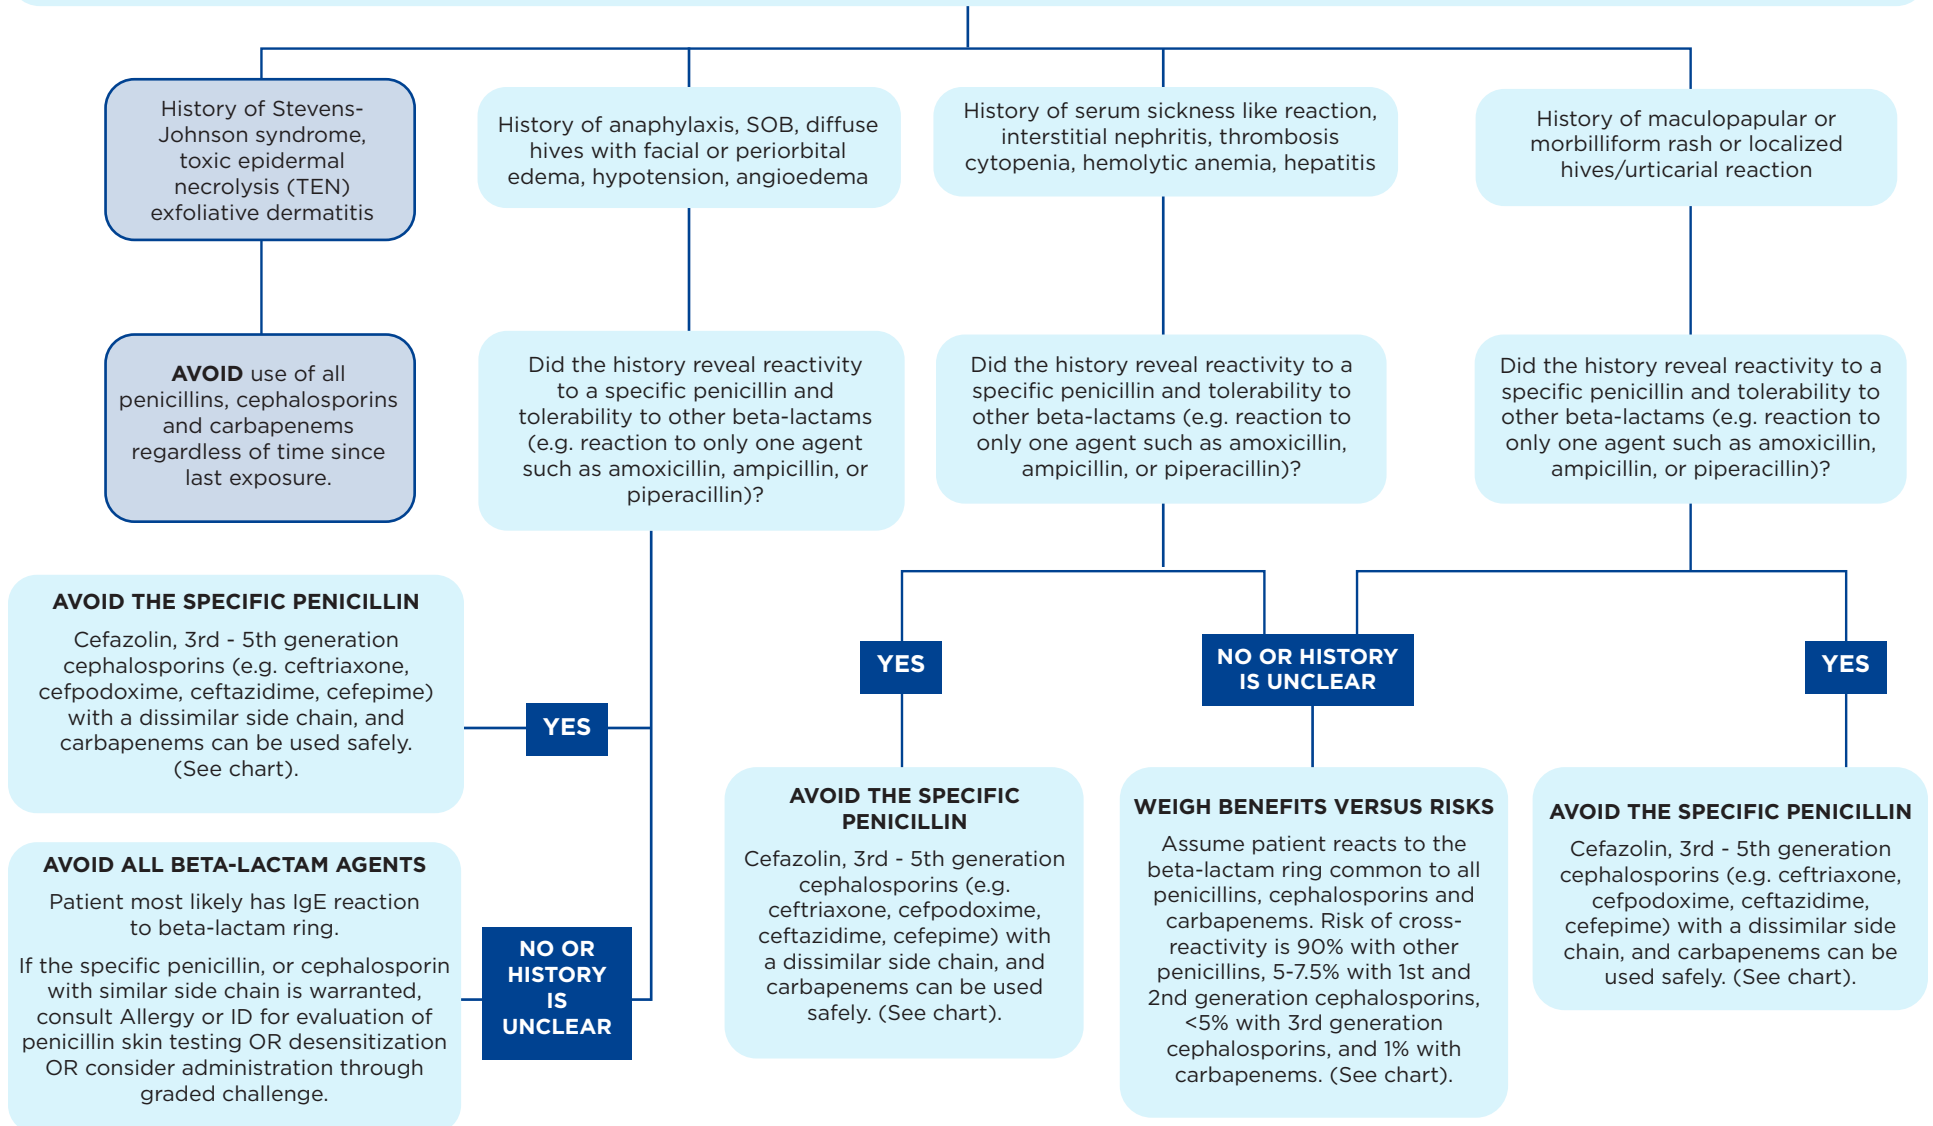 History of Stevens-
Johnson syndrome,
toxic epidermal
necrolysis (TEN)
exfoliative dermatitis
History of anaphylaxis, SOB, diffuse
hives with facial or periorbital
edema, hypotension, angioedema
History of serum sickness like reaction,
interstitial nephritis, thrombosis
cytopenia, hemolytic anemia, hepatitis
History of maculopapular or
morbilliform rash or localized
hives/urticarial reaction
AVOID use of all
penicillins, cephalosporins
and carbapenems
regardless of time since
last exposure.
Did the history reveal reactivity
to a specific penicillin and
tolerability to other beta-lactams
(e.g. reaction to only one agent
such as amoxicillin, ampicillin, or
piperacillin)?
Did the history reveal reactivity to a
specific penicillin and tolerability to
other beta-lactams (e.g. reaction to
only one agent such as amoxicillin,
ampicillin, or piperacillin)?
Did the history reveal reactivity to a
specific penicillin and tolerability to
other beta-lactams (e.g. reaction to
only one agent such as amoxicillin,
ampicillin, or piperacillin)?
AVOID THE SPECIFIC PENICILLIN
Cefazolin, 3rd - 5th generation
cephalosporins (e.g. ceftriaxone,
cefpodoxime, ceftazidime, cefepime)
with a dissimilar side chain, and
carbapenems can be used safely.
(See chart).
YES
AVOID ALL BETA-LACTAM AGENTS
Patient most likely has IgE reaction
to beta-lactam ring.
If the specific penicillin, or cephalosporin
with similar side chain is warranted,
consult Allergy or ID for evaluation of
penicillin skin testing OR desensitization
OR consider administration through
graded challenge.
NO OR
HISTORY
IS
UNCLEAR
YES
NO OR HISTORY
IS UNCLEAR
YES
AVOID THE SPECIFIC
PENICILLIN
Cefazolin, 3rd - 5th generation
cephalosporins (e.g.
ceftriaxone, cefpodoxime,
ceftazidime, cefepime) with
a dissimilar side chain, and
carbapenems can be used
safely. (See chart).
WEIGH BENEFITS VERSUS RISKS
Assume patient reacts to the
beta-lactam ring common to all
penicillins, cephalosporins and
carbapenems. Risk of cross-
reactivity is 90% with other
penicillins, 5-7.5% with 1st and
2nd generation cephalosporins,
<5% with 3rd generation
cephalosporins, and 1% with
carbapenems. (See chart).
AVOID THE SPECIFIC PENICILLIN
Cefazolin, 3rd - 5th generation
cephalosporins (e.g. ceftriaxone,
cefpodoxime, ceftazidime,
cefepime) with a dissimilar side
chain, and carbapenems can be
used safely. (See chart).